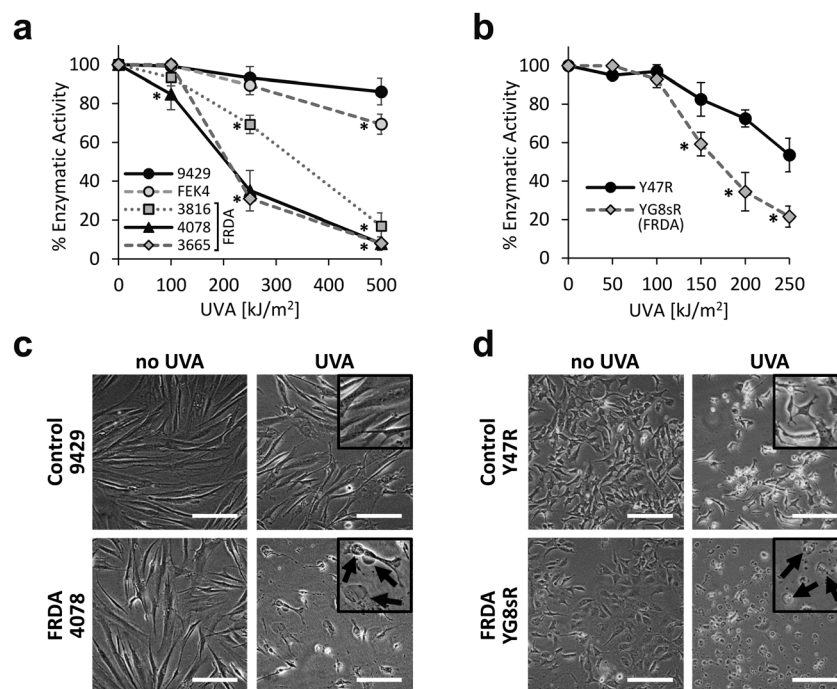 a
% Enzymatic Activity
100
80
60
40
20
0
*
*
*
*
*
*
9429
FEK4
3816
4078
3665
FRDA
0
100
200
300
400
500
UVA [kJ/m²]
b
% Enzymatic Activity
100
80
60
40
20
0
*
*
*
Y47R
YG8sR
(FRDA)
0
50
100
150
200
250
UVA [kJ/m²]
c
no UVA
UVA
Control
9429
FRDA
4078
d
no UVA
UVA
Control
Y47R
FRDA
YG8sR